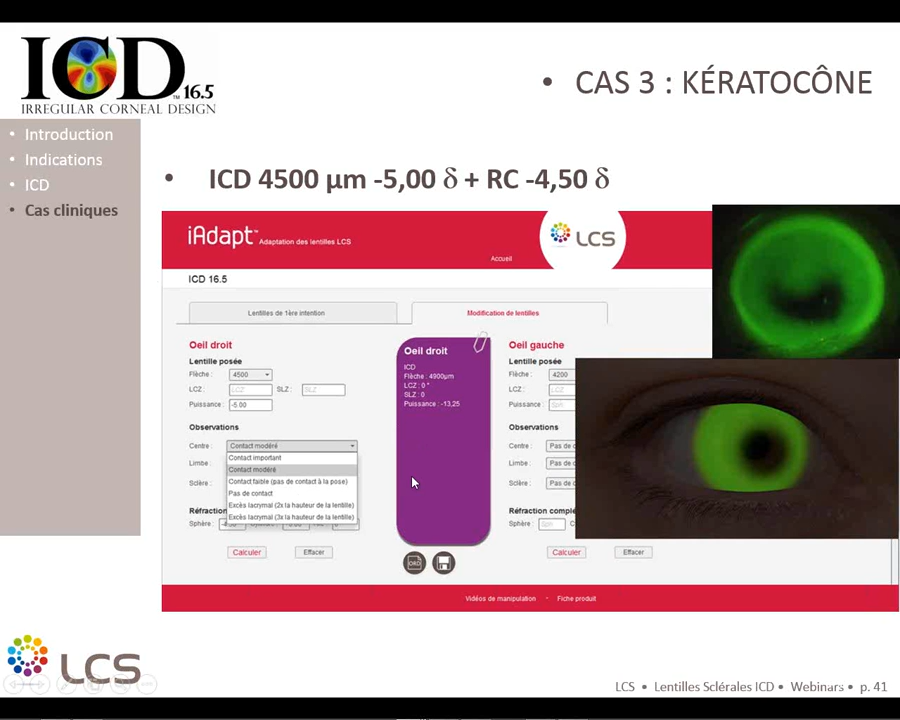 ICD 16.5
IRREGULAR CORNEAL DESIGN
• CAS 3 : KÉRATOCÔNE
• Introduction
• Indications
• ICD
• Cas cliniques
• ICD 4500 µm -5,00 δ + RC -4,50 δ
iAdapt™ Adaptation des lentilles LCS
LCS
Accueil
ICD 16.5
Lentilles de 1ère intention
Modification de lentilles
Oeil droit
Lentille posée
Flèche : 4500
LCZ : LCZ SLZ : SLZ
Puissance : -5.00
Observations
Centre : Contact modéré
Contact important
Contact modéré
Contact faible (pas de contact à la pose)
Pas de contact
Excès lacrymal (2x la hauteur de la lentille)
Excès lacrymal (3x la hauteur de la lentille)
Limbe :
Sclère :
Sphère :
Calculer Effacer
Oeil droit
ICD
Flèche : 4900µm
LCZ : 0 °
SLZ : 0
Puissance : -13,25
ORD
Oeil gauche
Lentille posée
Flèche : 4200
LCZ :
Puissance : Sph
Observations
Centre : Pas de c
Limbe : Pas de c
Sclère : Pas de c
Réfraction complé
Sphère : Sph C
Calculer Effacer
Vidéos de manipulation - Fiche produit
LCS
LCS • Lentilles Sclérales ICD • Webinars • p. 41